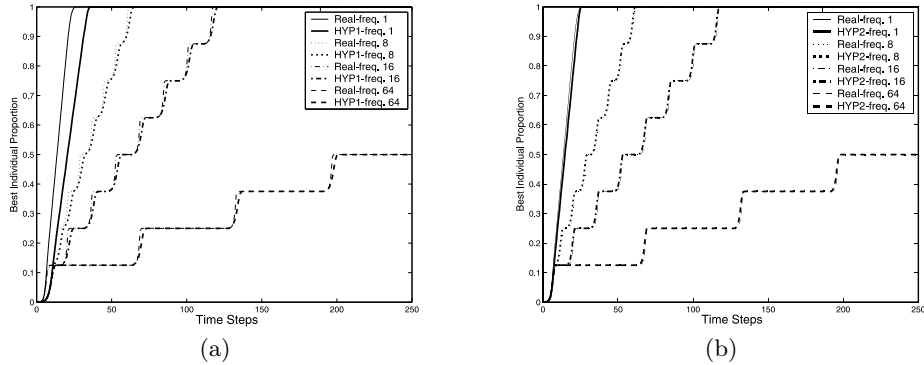 1
0.9
0.8
0.7
0.6
0.5
0.4
0.3
0.2
0.1
0
Best Individual Proportion
0 50 100 150 200 250
Time Steps
Real-freq. 1
HYP1-freq. 1
Real-freq. 8
HYP1-freq. 8
Real-freq. 16
HYP1-freq. 16
Real-freq. 64
HYP1-freq. 64
(a)
1
0.9
0.8
0.7
0.6
0.5
0.4
0.3
0.2
0.1
0
Best Individual Proportion
0 50 100 150 200 250
Time Steps
Real-freq. 1
HYP2-freq. 1
Real-freq. 8
HYP2-freq. 8
Real-freq. 16
HYP2-freq. 16
Real-freq. 64
HYP2-freq. 64
(b)